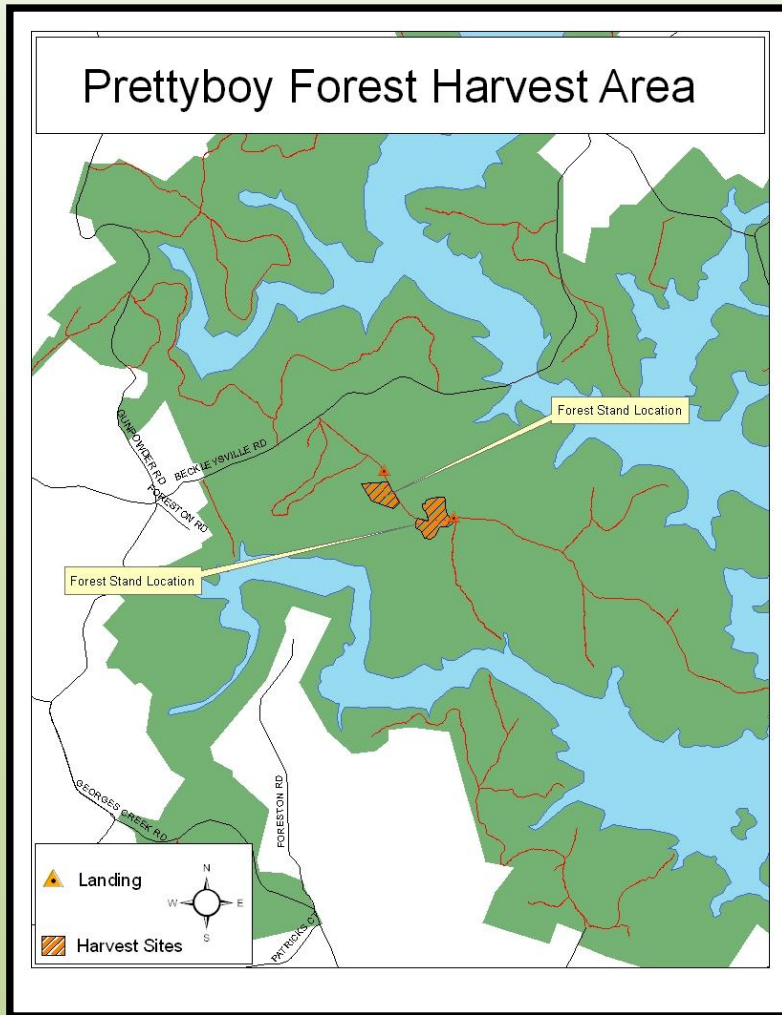 Prettyboy Forest Harvest Area
Forest Stand Location
GUNPOWDER RD
BECKLEYSVILLE RD
FORESTON RD
Forest Stand Location
GEORGES CREEK RD
FORESTON RD
PATRICKS CT
Landing
N
W
E
S
Harvest Sites